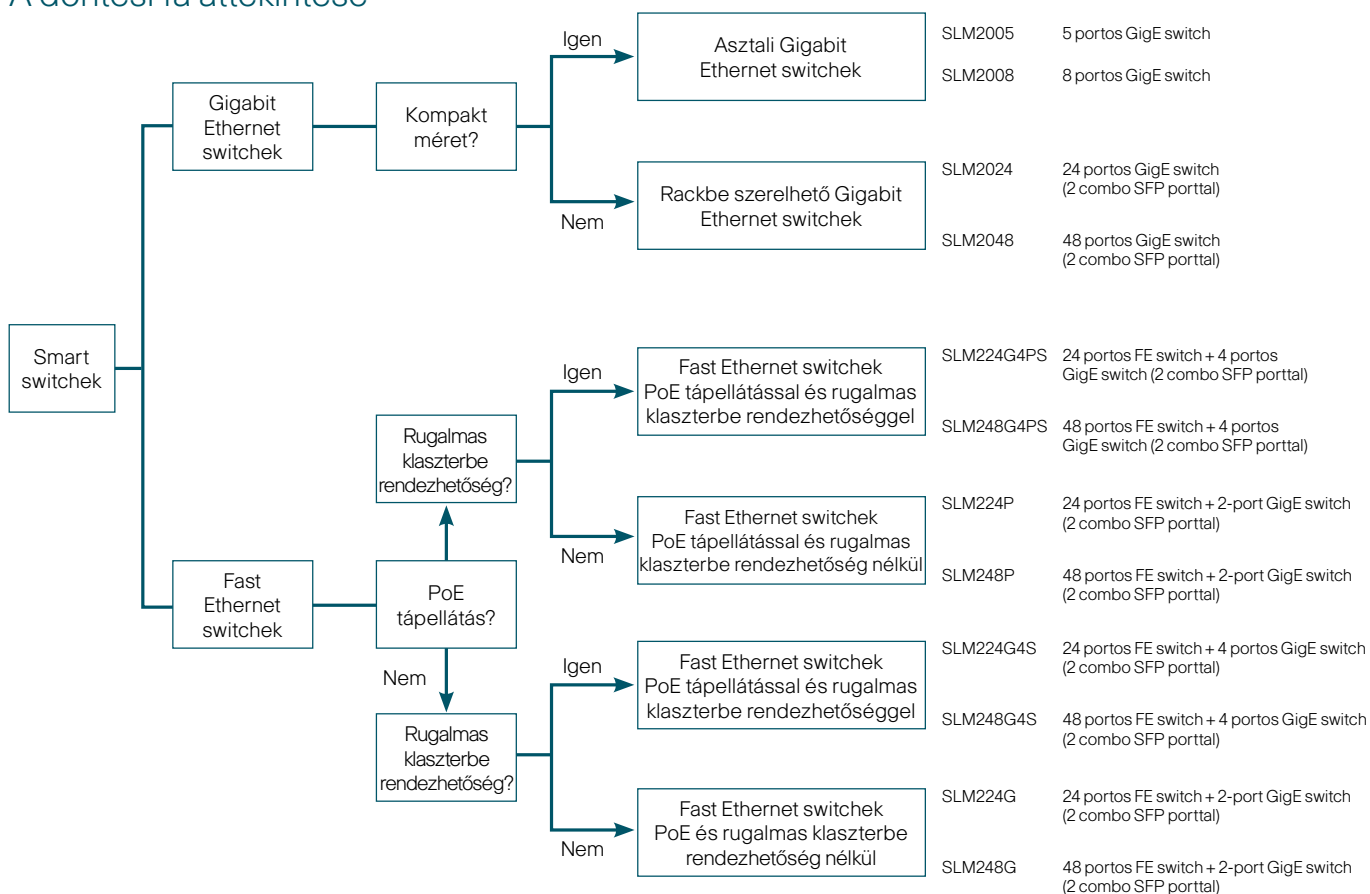 Igen
Asztali Gigabit
Ethernet switchek
SLM2005 5 portos GigE switch
SLM2008 8 portos GigE switch
Gigabit
Ethernet
switchek
Kompakt
méret?
Nem
Rackbe szerelhető Gigabit
Ethernet switchek
SLM2024 24 portos GigE switch
(2 combo SFP porttal)
SLM2048 48 portos GigE switch
(2 combo SFP porttal)
Smart
switchek
Igen
Fast Ethernet switchek
PoE tápellátással és rugalmas
klaszterbe rendezhetőséggel
SLM224G4PS 24 portos FE switch + 4 portos
GigE switch (2 combo SFP porttal)
SLM248G4PS 48 portos FE switch + 4 portos
GigE switch (2 combo SFP porttal)
Rugalmas
klaszterbe
rendezhetőség?
Nem
Fast Ethernet switchek
PoE tápellátással és rugalmas
klaszterbe rendezhetőség nélkül
SLM224P 24 portos FE switch + 2-port GigE switch
(2 combo SFP porttal)
SLM248P 48 portos FE switch + 2-port GigE switch
(2 combo SFP porttal)
Fast
Ethernet
switchek
PoE
tápellátás?
Nem
Rugalmas
klaszterbe
rendezhetőség?
Igen
Fast Ethernet switchek
PoE tápellátással és rugalmas
klaszterbe rendezhetőséggel
SLM224G4S 24 portos FE switch + 4 portos GigE switch
(2 combo SFP porttal)
SLM248G4S 48 portos FE switch + 4 portos GigE switch
(2 combo SFP porttal)
Nem
Fast Ethernet switchek
PoE és rugalmas klaszterbe
rendezhetőség nélkül
SLM224G 24 portos FE switch + 2-port GigE switch
(2 combo SFP porttal)
SLM248G 48 portos FE switch + 2-port GigE switch
(2 combo SFP porttal)